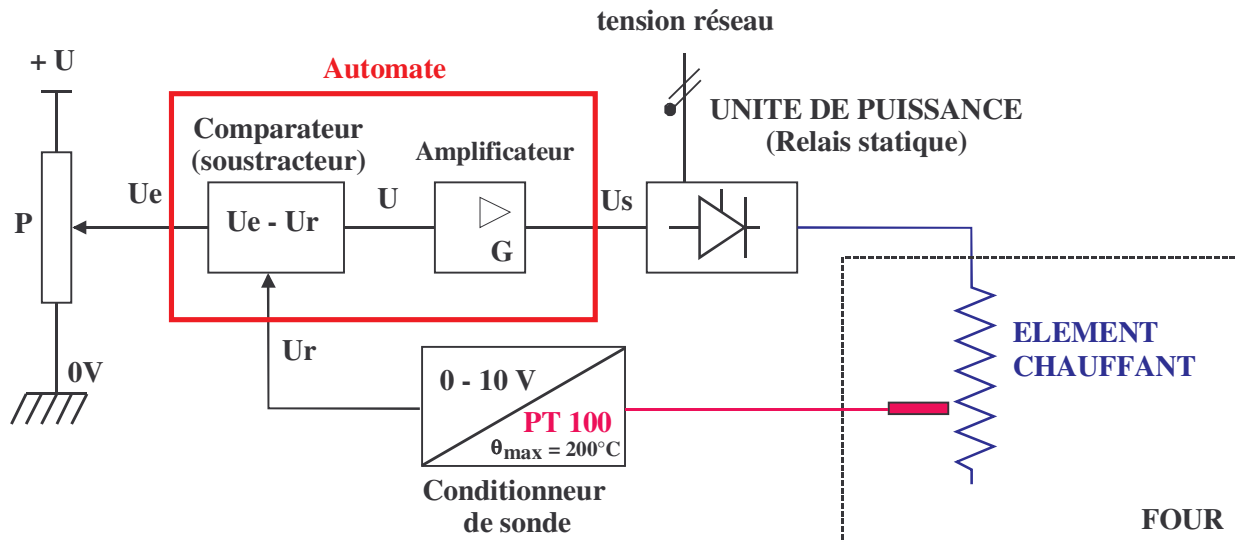 tension réseau
+ U
Automate
UNITE DE PUISSANCE
(Relais statique)
Comparateur
(soustracteur)
Amplificateur
Ue
U
Us
P
Ue - Ur
G
ELEMENT
CHAUFFANT
Ur
0V
0 - 10 V
PT 100
θmax = 200°C
Conditionneur
de sonde
FOUR